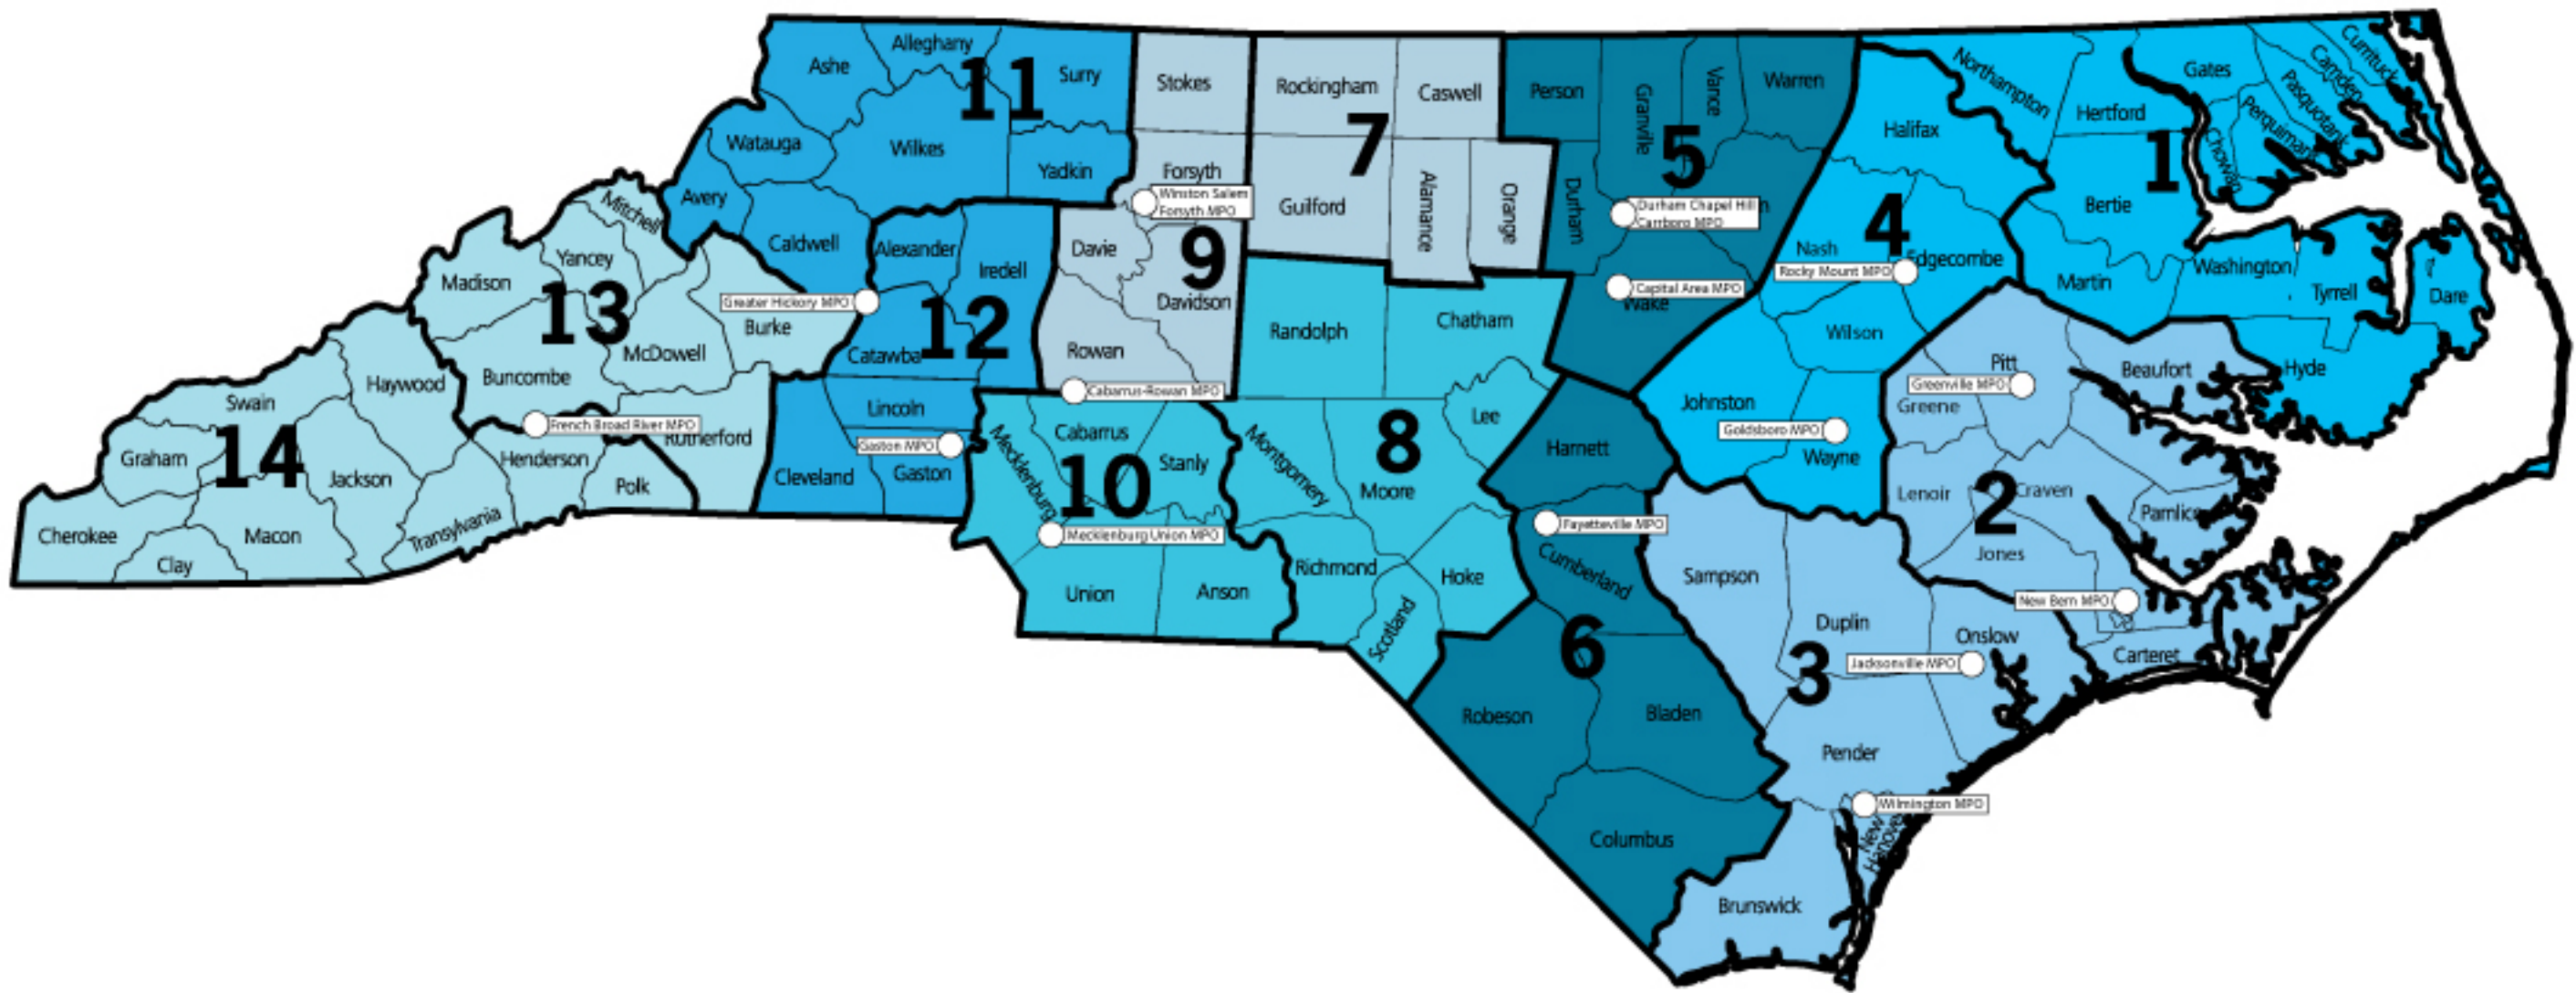 Ashe
Alleghany
11
Surry
Watauga
Wilkes
Yadkin
Avery
Caldwell
Stokes
Forsyth
Winston Salem
Forsyth MPO
Davie
9
Davidson
Rowan
Cabarrus-Rowan MPO
Rockingham
Caswell
7
Guilford
Alamance
Orange
Person
Granville
Vance
Warren
5
Durham
Durham Chapel Hill
Carrboro MPO
Capital Area MPO
Wake
Halifax
4
Nash
Edgecombe
Rocky Mount MPO
Wilson
Johnston
Goldsboro MPO
Wayne
Northampton
Hertford
Gates
Currituck
Camden
Pasquotank
Perquimans
Chowan
1
Bertie
Martin
Washington
Tyrrell
Dare
Hyde
Mitchell
Yancey
Madison
13
McDowell
Burke
Buncombe
Greater Hickory MPO
French Broad River MPO
Rutherford
Alexander
Iredell
12
Catawba
Lincoln
Gaston MPO
Cleveland
Gaston
Haywood
Swain
Graham
14
Jackson
Henderson
Polk
Cherokee
Macon
Clay
Transylvania
Mecklenburg
Cabarrus
Stanly
10
Mecklenburg Union MPO
Union
Anson
Randolph
Chatham
Lee
8
Montgomery
Moore
Richmond
Hoke
Scotland
Harnett
Fayetteville MPO
Cumberland
6
Robeson
Bladen
Columbus
Pitt
Greenville MPO
Greene
Beaufort
Lenoir
2
Craven
Pamlico
Jones
New Bern MPO
Carteret
Sampson
Duplin
Onslow
Jacksonville MPO
3
Pender
Wilmington MPO
New
Hanover
Brunswick